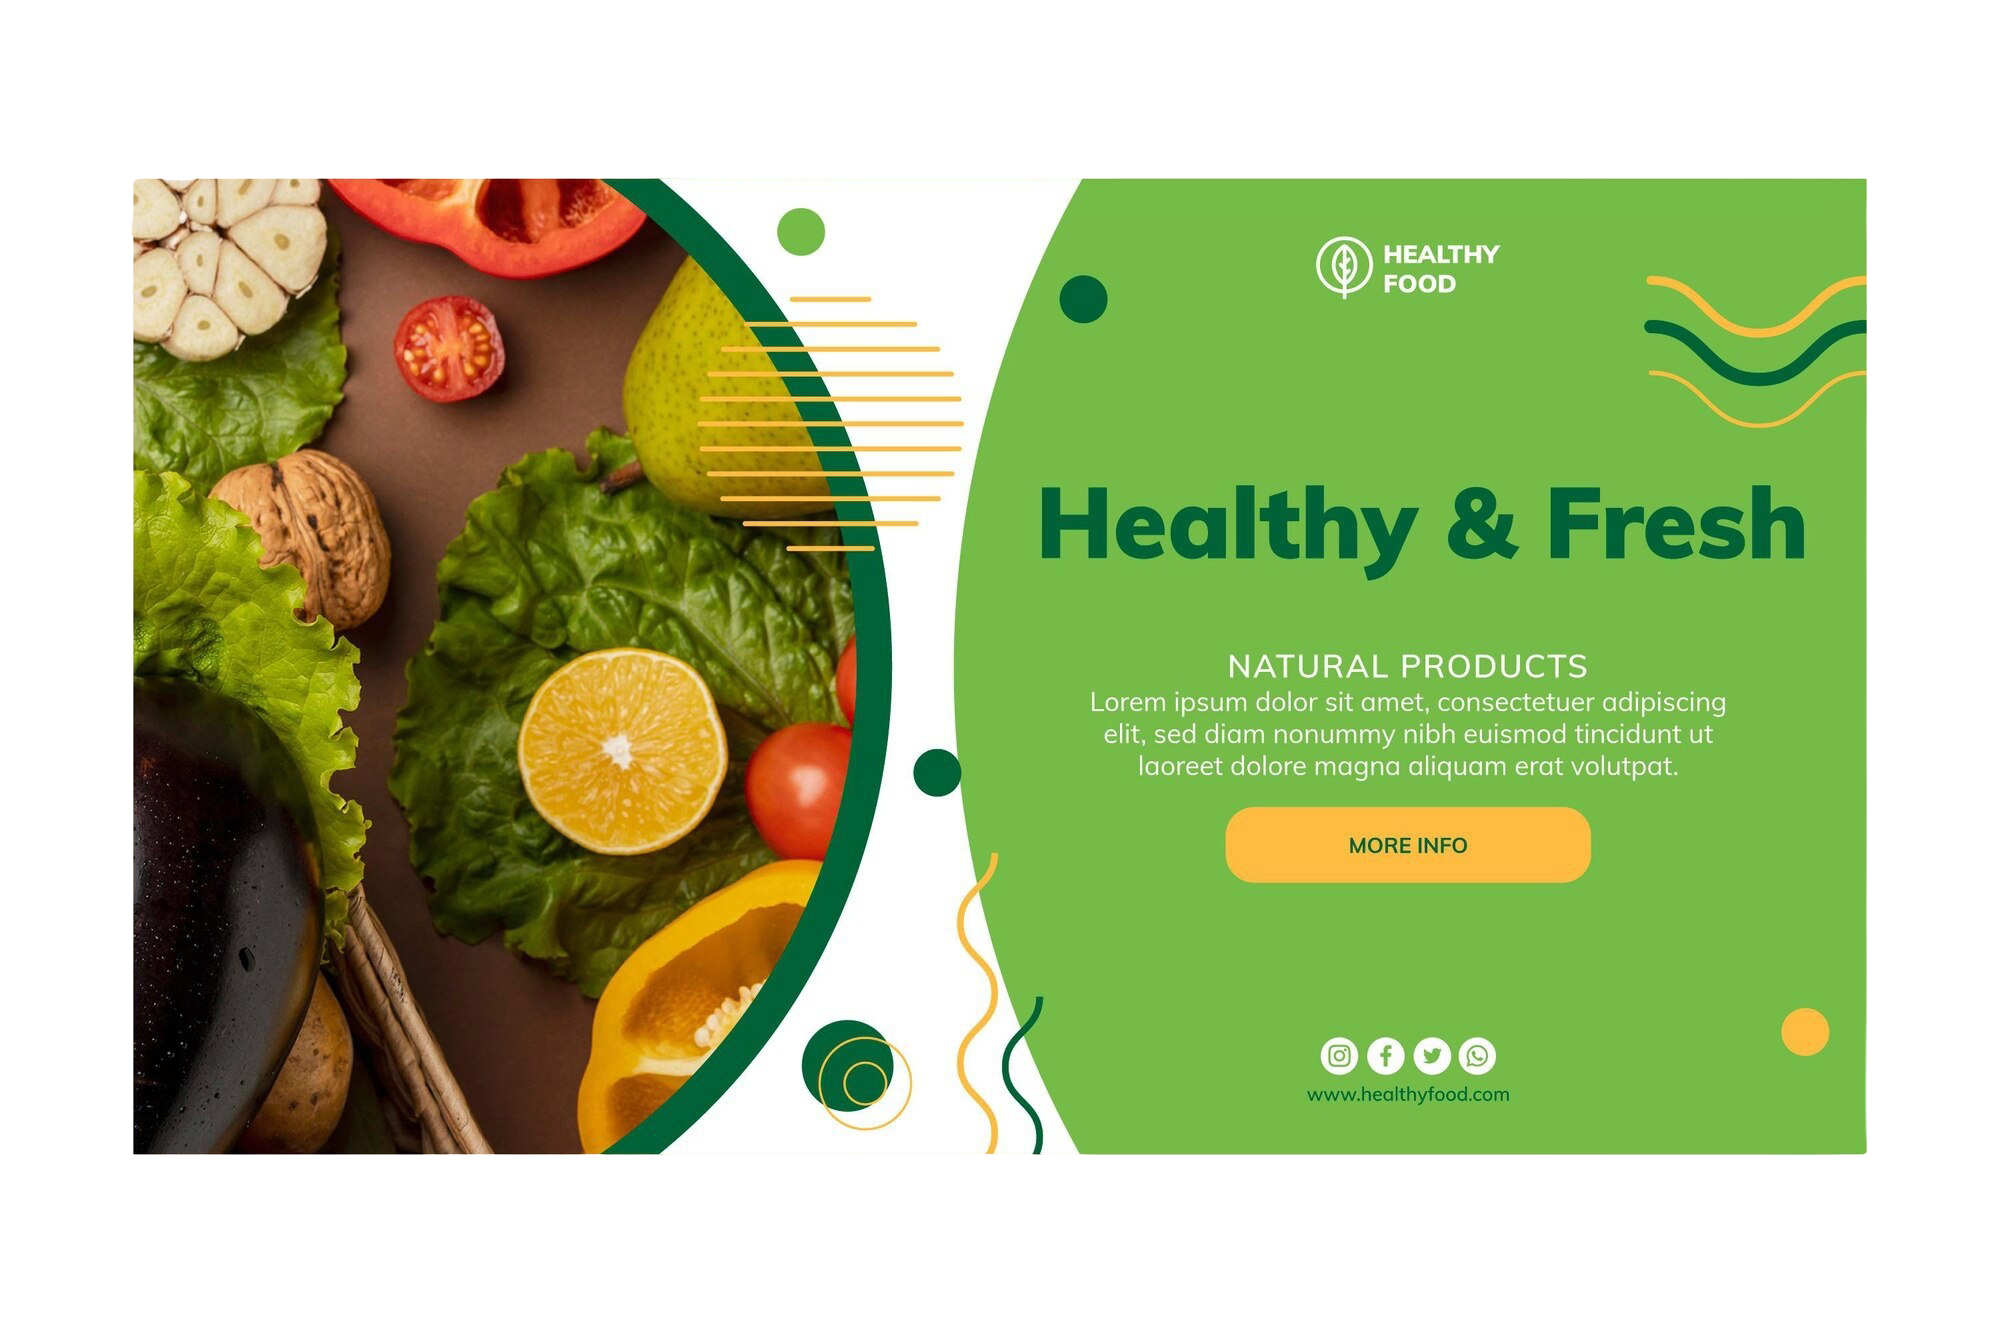 HEALTHY
FOOD
Healthy & Fresh
NATURAL PRODUCTS
Lorem ipsum dolor sit amet, consectetuer adipiscing
elit, sed diam nonummy nibh euismod tincidunt ut
laoreet dolore magna aliquam erat volutpat.
MORE INFO
www.healthyfood.com